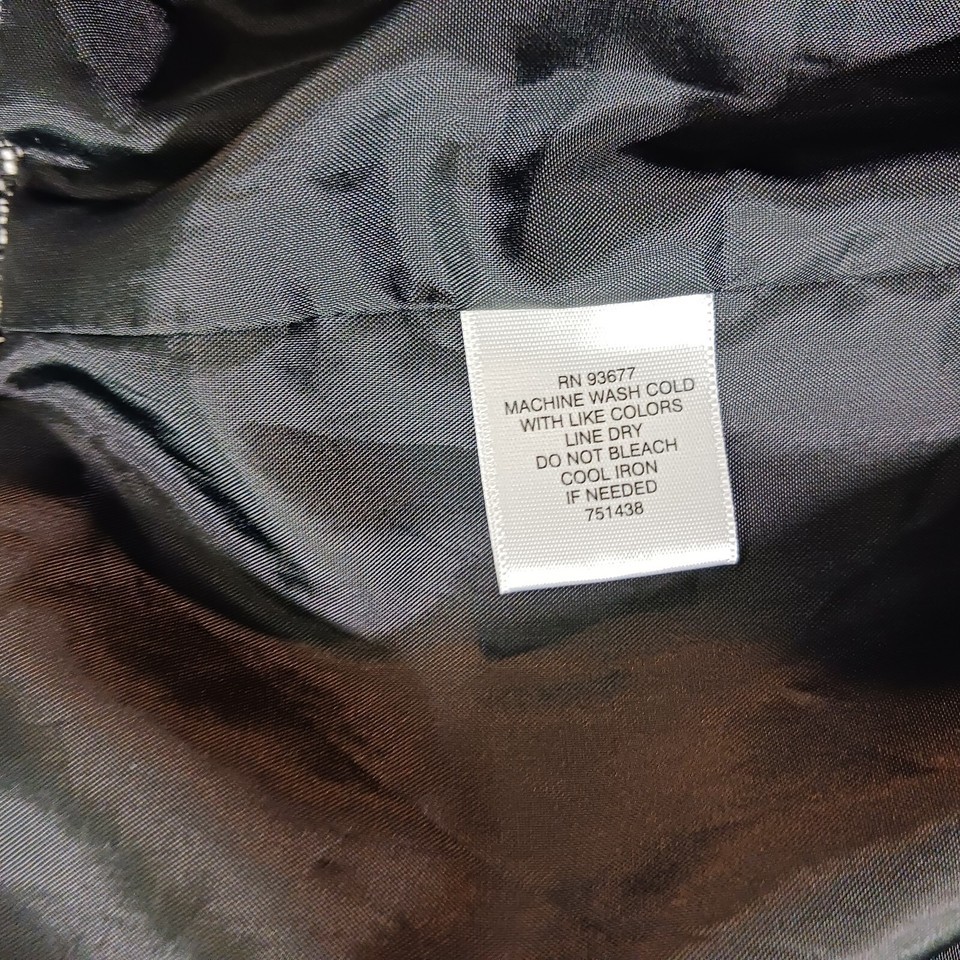 RN 93677
MACHINE WASH COLD
WITH LIKE COLORS
LINE DRY
DO NOT BLEACH
COOL IRON
IF NEEDED
751438